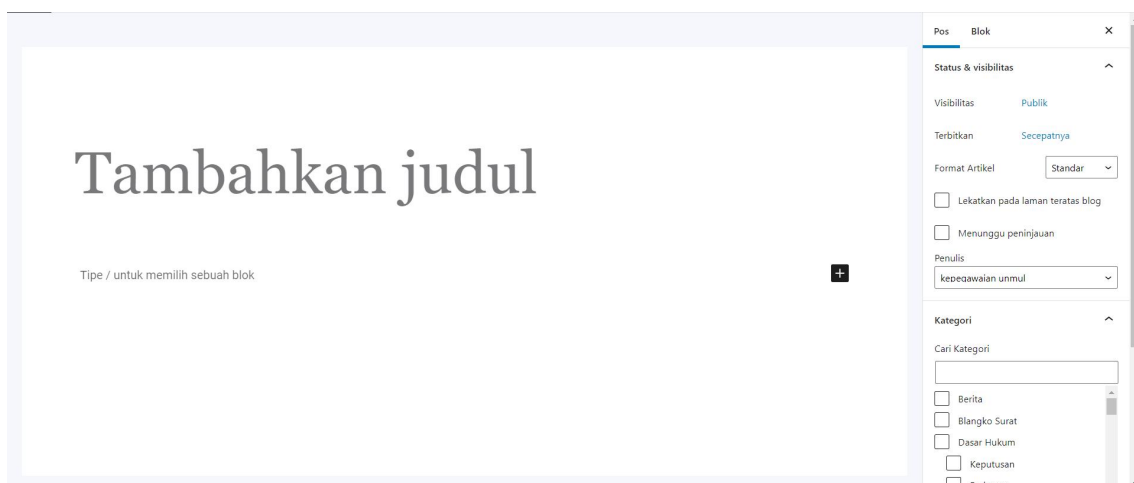 Tambahkan judul
Tipe / untuk memilih sebuah blok
Pos Blok
Status & visibilitas
Visibilitas Publik
Terbitkan Secepatnya
Format Artikel Standar
Lekatkan pada laman teratas blog
Menunggu peninjauan
Penulis
kepegawaian unmul
Kategori
Cari Kategori
Berita
Blangko Surat
Dasar Hukum
Keputusan